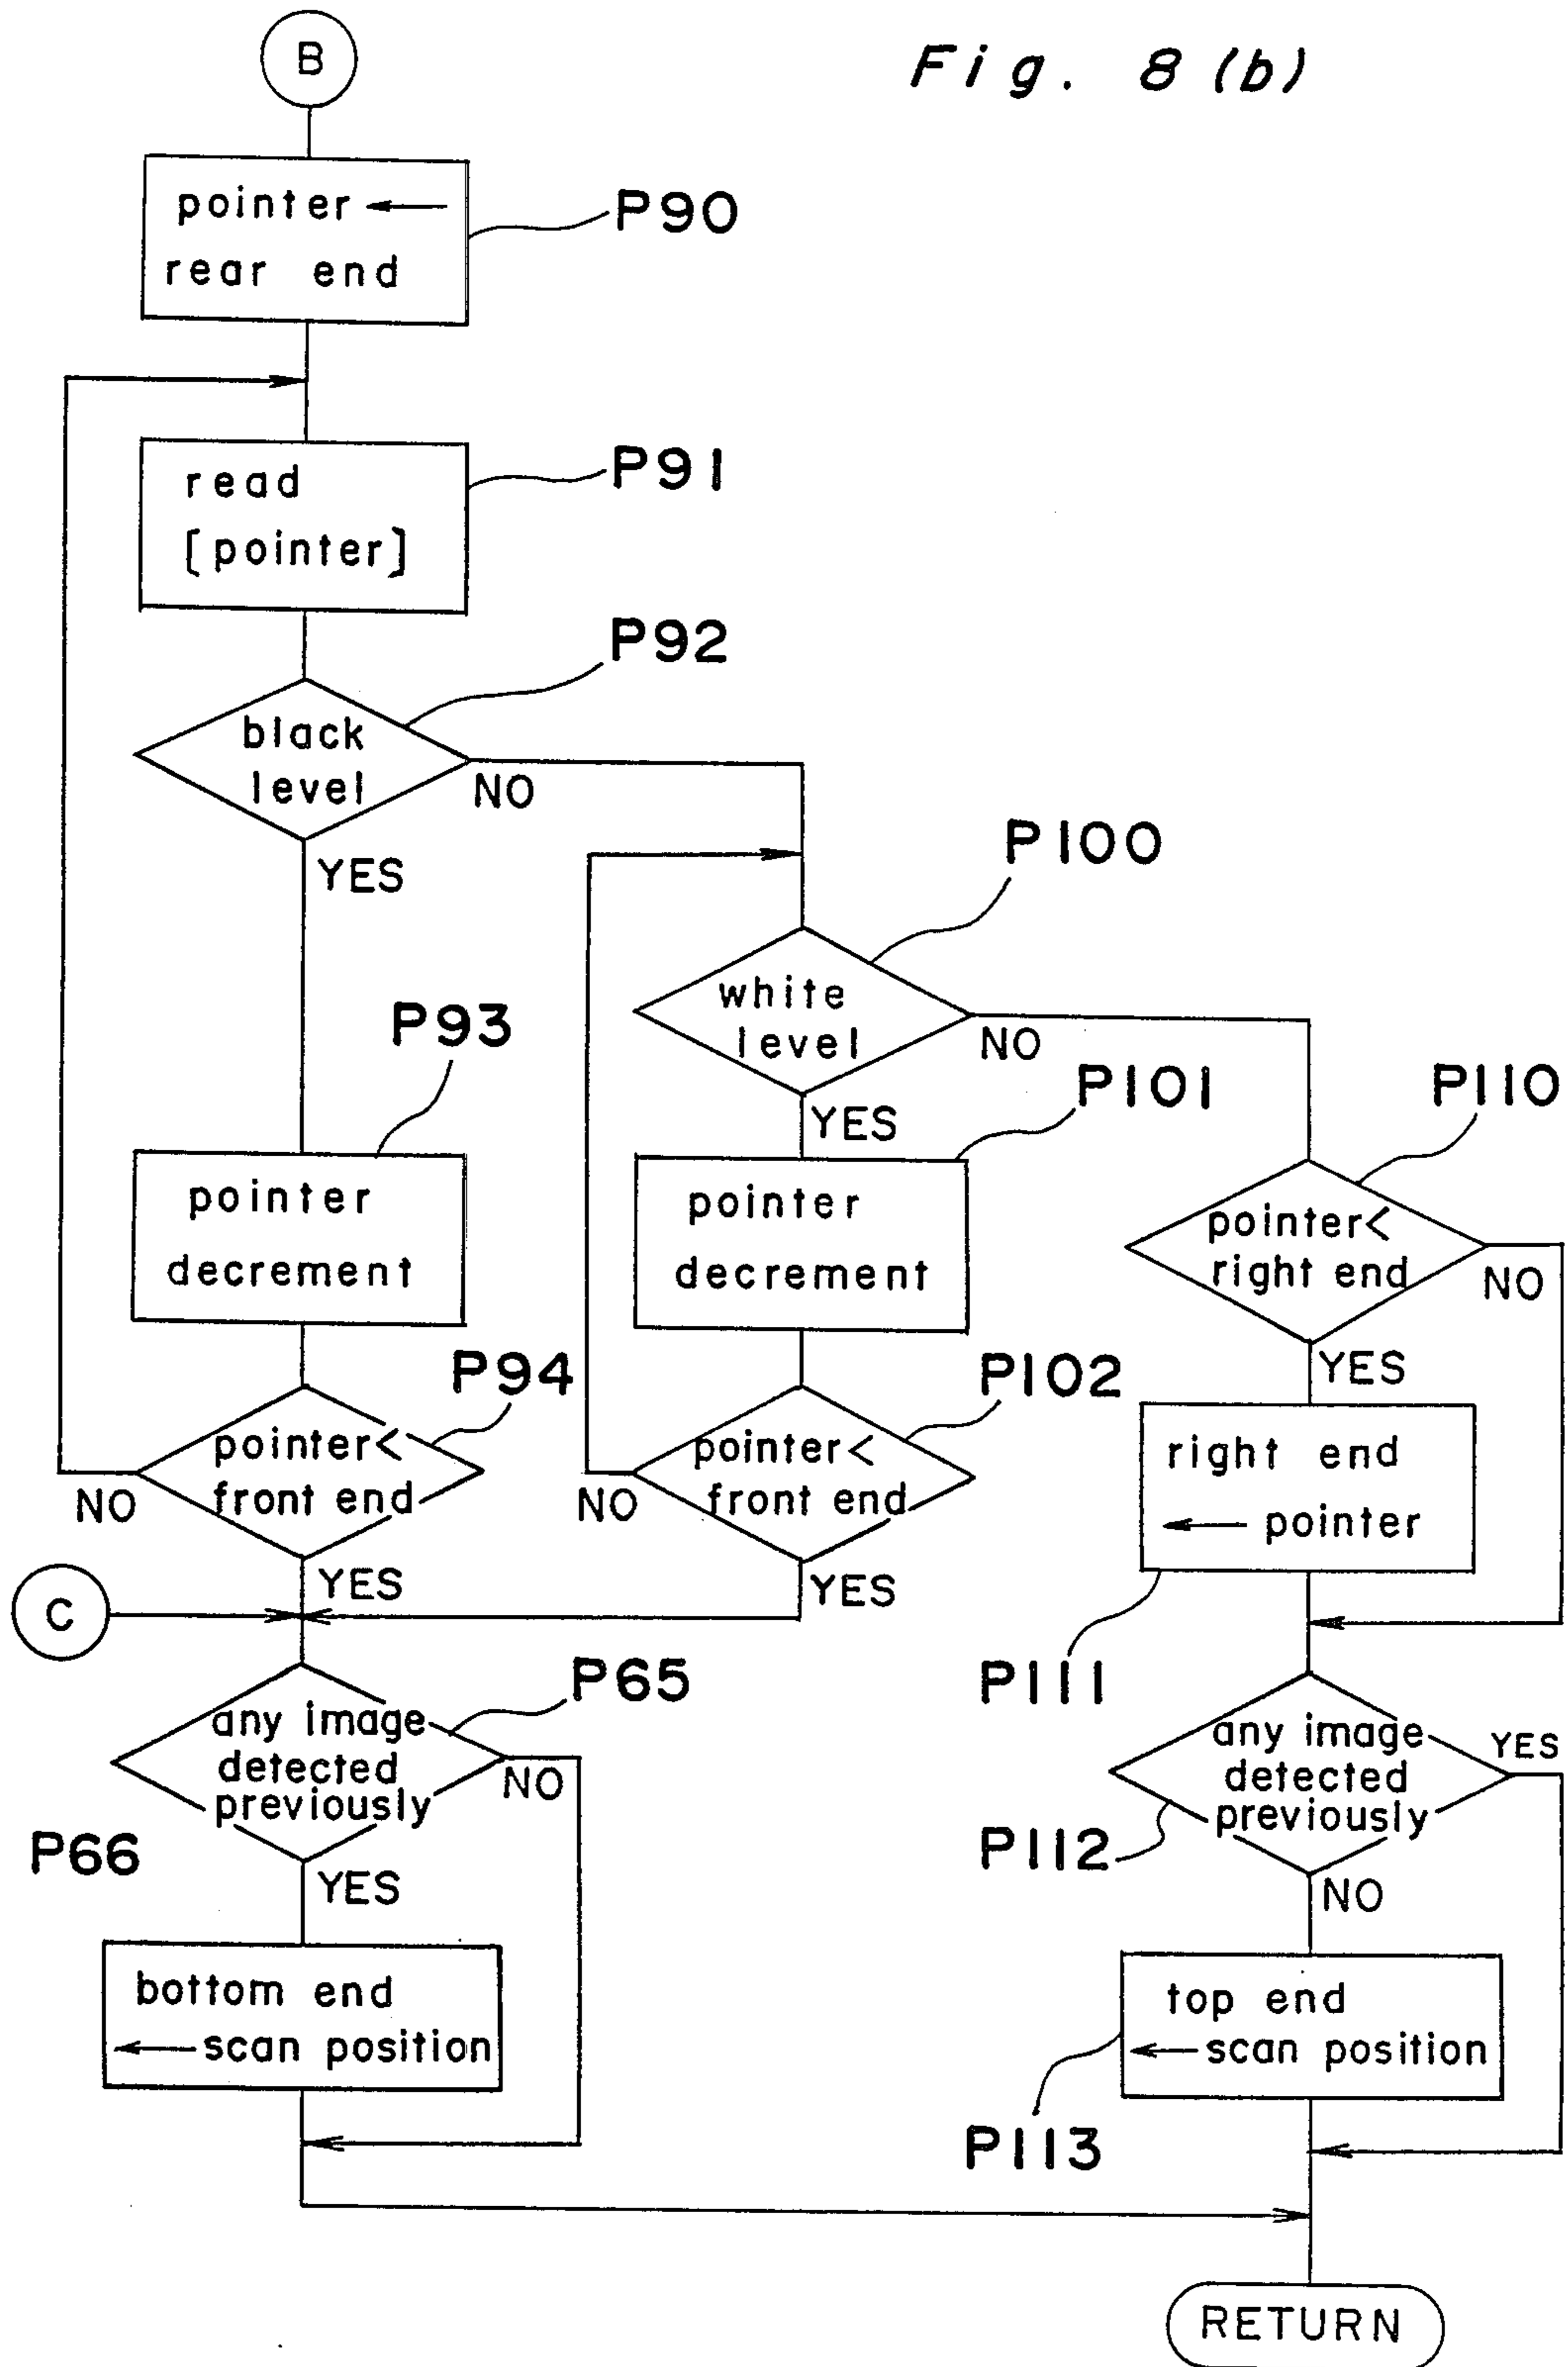 Fig. 8 (b)
B
pointer ←
rear end
P90
read
[pointer]
P91
P92
black
level
NO
YES
P100
white
level
NO
YES
P93
pointer
decrement
P101
pointer
decrement
P110
pointer<
right end
NO
YES
P94
pointer<
front end
NO
YES
P102
pointer<
front end
NO
YES
right end
← pointer
P111
C
P65
any image
detected
previously
NO
YES
P66
bottom end
← scan position
P112
any image
detected
previously
YES
NO
top end
← scan position
P113
RETURN